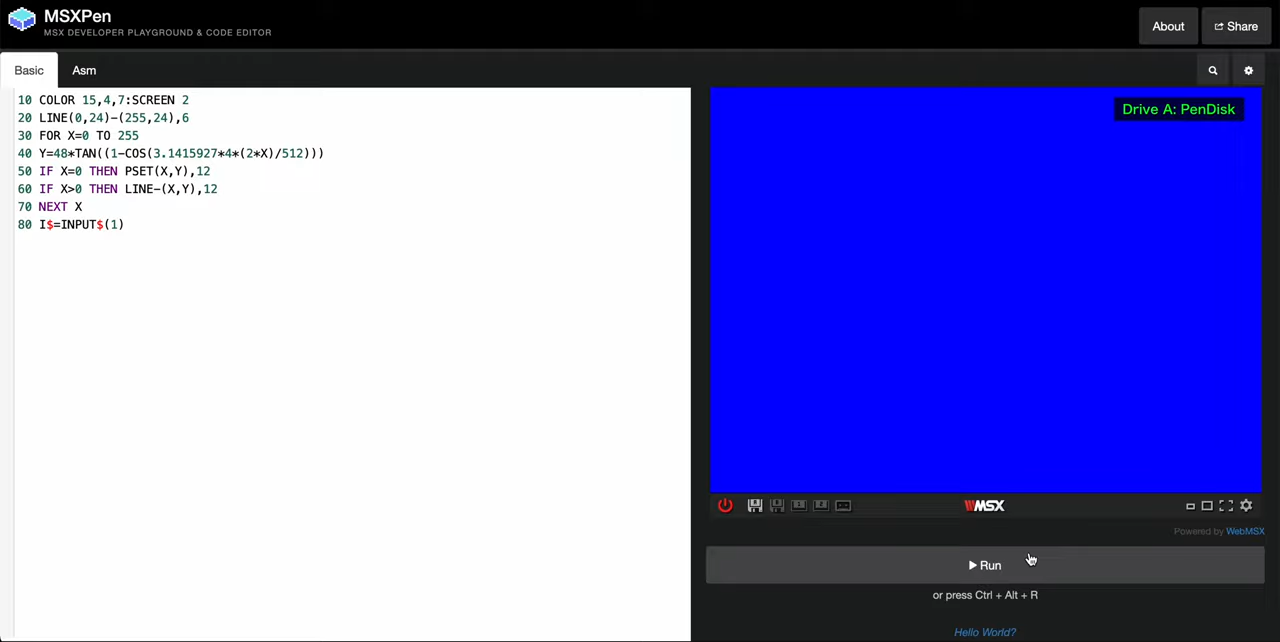 MSXPen
MSX DEVELOPER PLAYGROUND & CODE EDITOR
About
Share
Basic
Asm
10 COLOR 15,4,7:SCREEN 2
20 LINE(0,24)-(255,24),6
30 FOR X=0 TO 255
40 Y=48*TAN((1-COS(3.1415927*4*(2*X)/512)))
50 IF X=0 THEN PSET(X,Y),12
60 IF X>0 THEN LINE-(X,Y),12
70 NEXT X
80 I$=INPUT$(1)
Drive A: PenDisk
MSX
Powered by WebMSX
Run
or press Ctrl + Alt + R
Hello World?